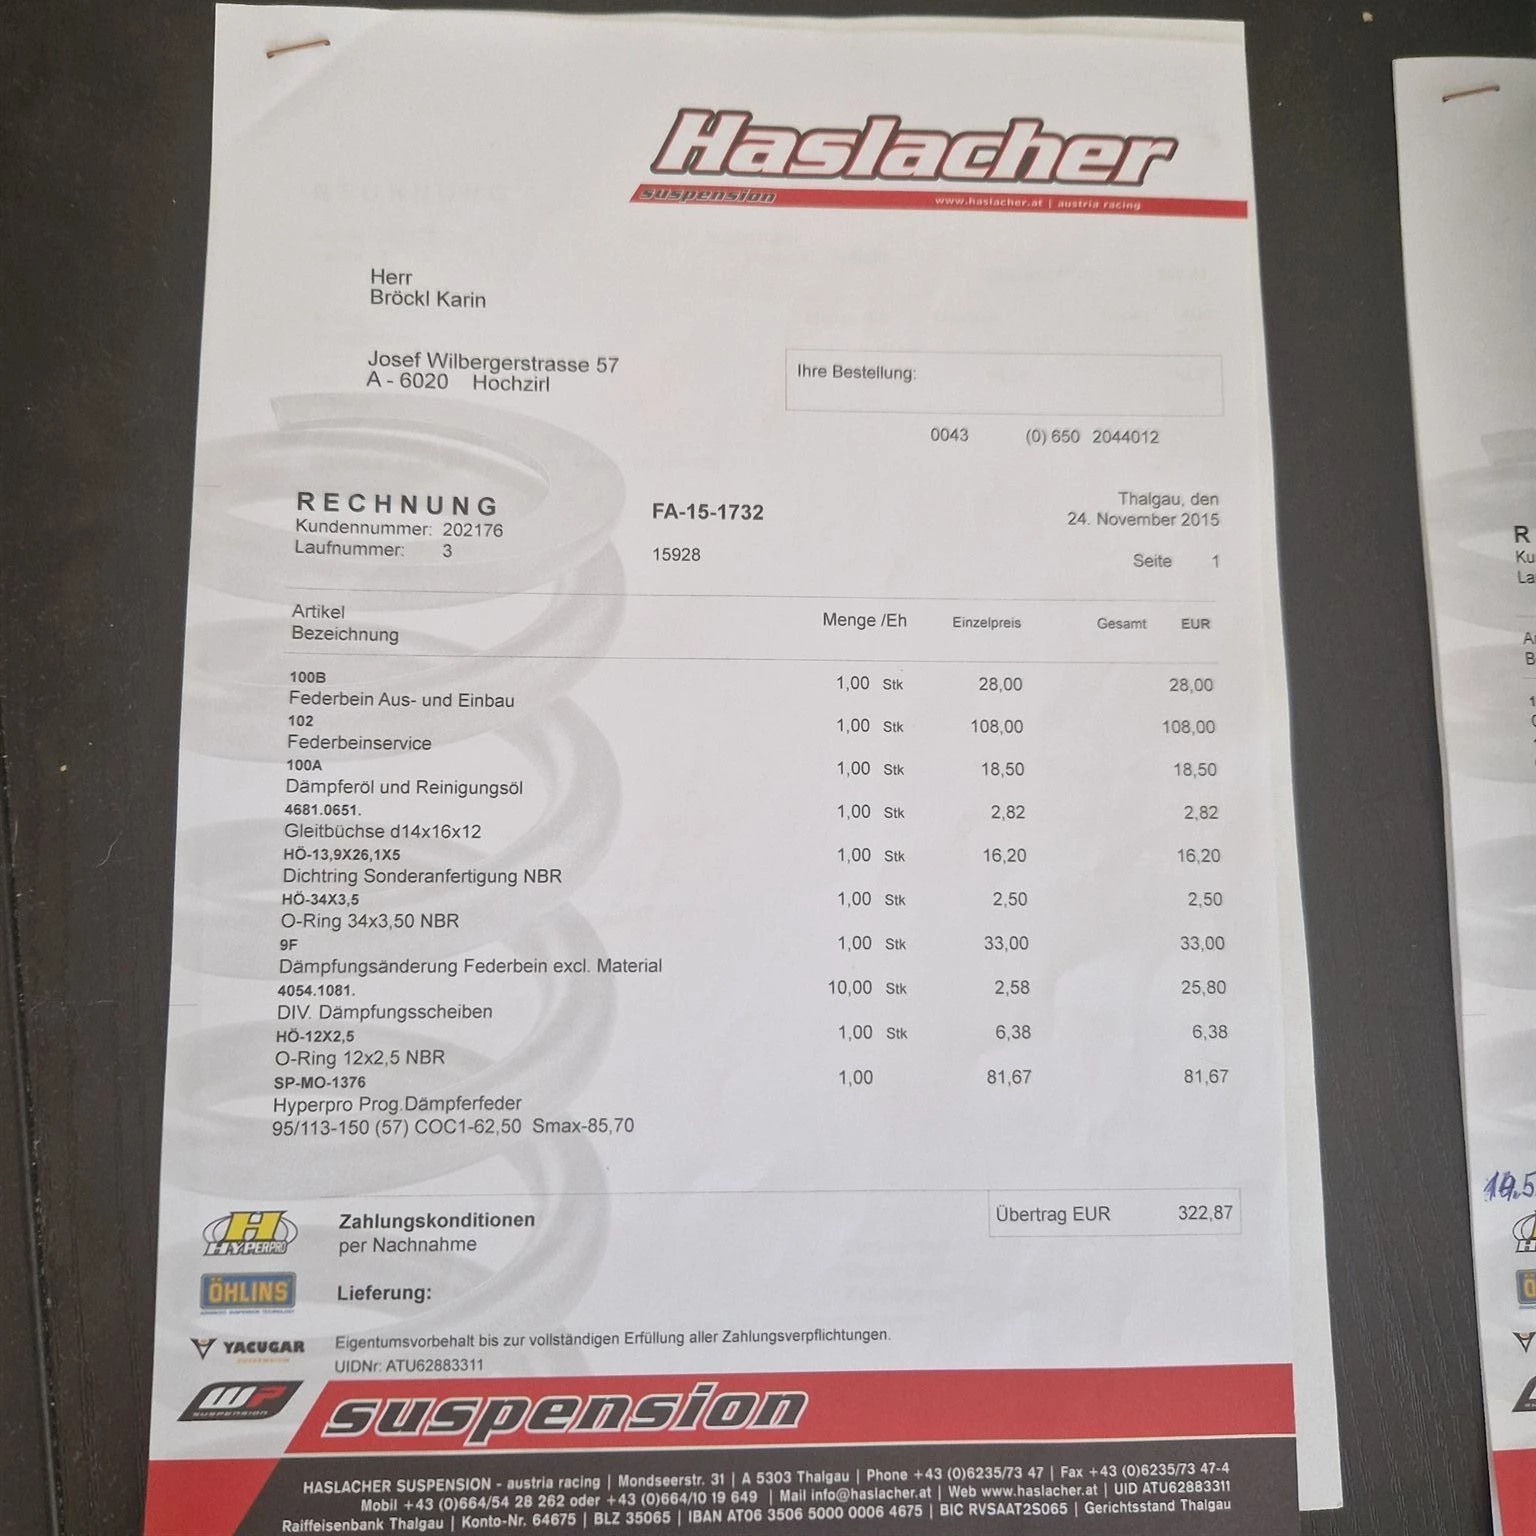 Haslacher
suspension
www.haslacher.at | austria racing
Herr
Bröckl Karin
Josef Wilbergerstrasse 57
A - 6020 Hochzirl
Ihre Bestellung:
0043 (0) 650 2044012
RECHNUNG FA-15-1732
Thalgau, den
24. November 2015
Kundennummer: 202176
Laufnummer: 3 15928
Seite 1
Artikel
Bezeichnung Menge /Eh Einzelpreis Gesamt EUR
100B 1,00 Stk 28,00 28,00
Federbein Aus- und Einbau
102 1,00 Stk 108,00 108,00
Federbeinservice
100A 1,00 Stk 18,50 18,50
Dämpferöl und Reinigungsöl
4681.0651. 1,00 Stk 2,82 2,82
Gleitbüchse d14x16x12
HÖ-13,9X26,1X5 1,00 Stk 16,20 16,20
Dichtring Sonderanfertigung NBR
HÖ-34X3,5 1,00 Stk 2,50 2,50
O-Ring 34x3,50 NBR
9F 1,00 Stk 33,00 33,00
Dämpfungsänderung Federbein excl. Material
4054.1081. 10,00 Stk 2,58 25,80
DIV. Dämpfungsscheiben
HÖ-12X2,5 1,00 Stk 6,38 6,38
O-Ring 12x2,5 NBR
SP-MO-1376 1,00 81,67 81,67
Hyperpro Prog.Dämpferfeder
95/113-150 (57) COC1-62,50 Smax-85,70
Übertrag EUR 322,87
Zahlungskonditionen
per Nachnahme
HYPERPRO
ÖHLINS
Lieferung:
YACUGAR
SUSPENSION
Eigentumsvorbehalt bis zur vollständigen Erfüllung aller Zahlungsverpflichtungen.
UIDNr: ATU62883311
WP
SUSPENSION
suspension
HASLACHER SUSPENSION - austria racing | Mondseerstr. 31 | A 5303 Thalgau | Phone +43 (0)6235/73 47 | Fax +43 (0)6235/73 47-4
Mobil +43 (0)664/54 28 262 oder +43 (0)664/10 19 649 | Mail info@haslacher.at | Web www.haslacher.at | UID ATU62883311
Raiffeisenbank Thalgau | Konto-Nr. 64675 | BLZ 35065 | IBAN AT06 3506 5000 0006 4675 | BIC RVSAAT2S065 | Gerichtsstand Thalgau
R
Ku
La